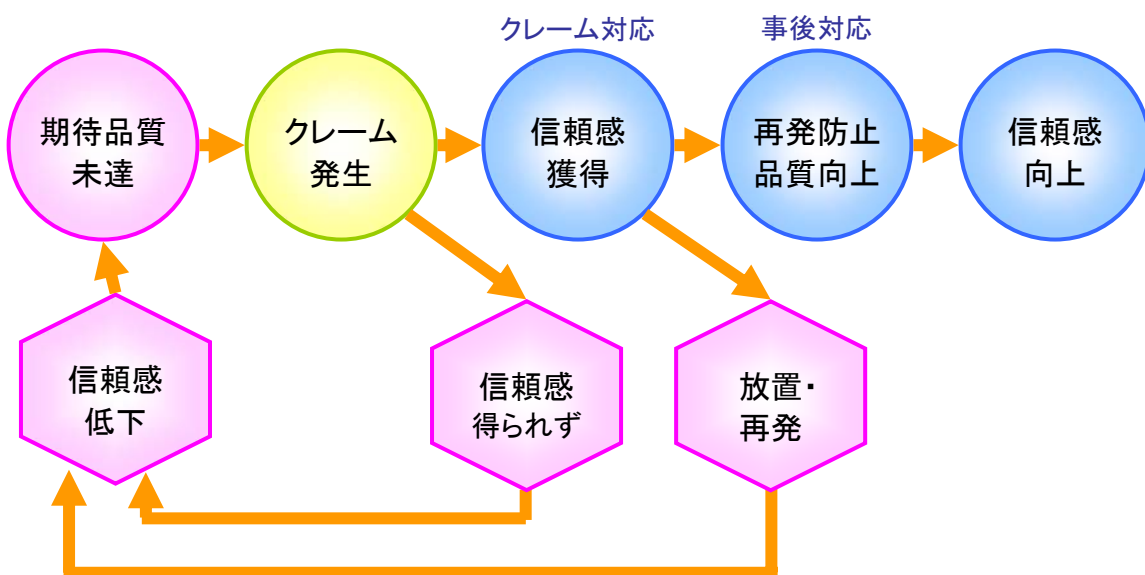 クレーム対応
事後対応
期待品質
未達
クレーム
発生
信頼感
獲得
再発防止
品質向上
信頼感
向上
信頼感
低下
信頼感
得られず
放置・
再発